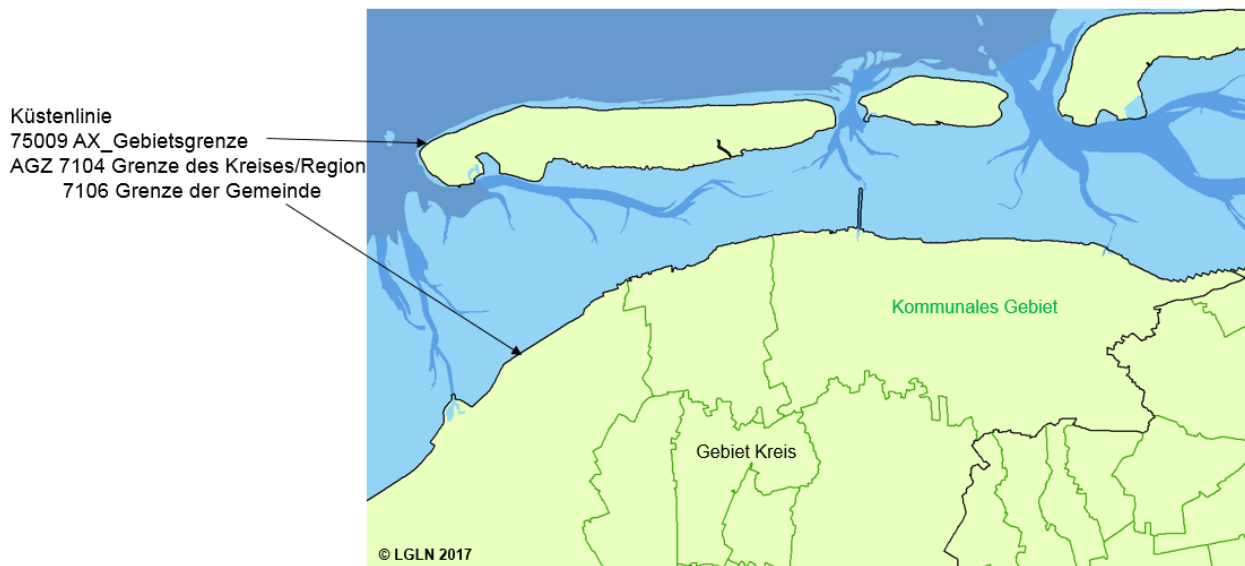 Küstenlinie
75009 AX_Gebietsgrenze
AGZ 7104 Grenze des Kreises/Region
7106 Grenze der Gemeinde
Kommunales Gebiet
Gebiet Kreis
© LGLN 2017